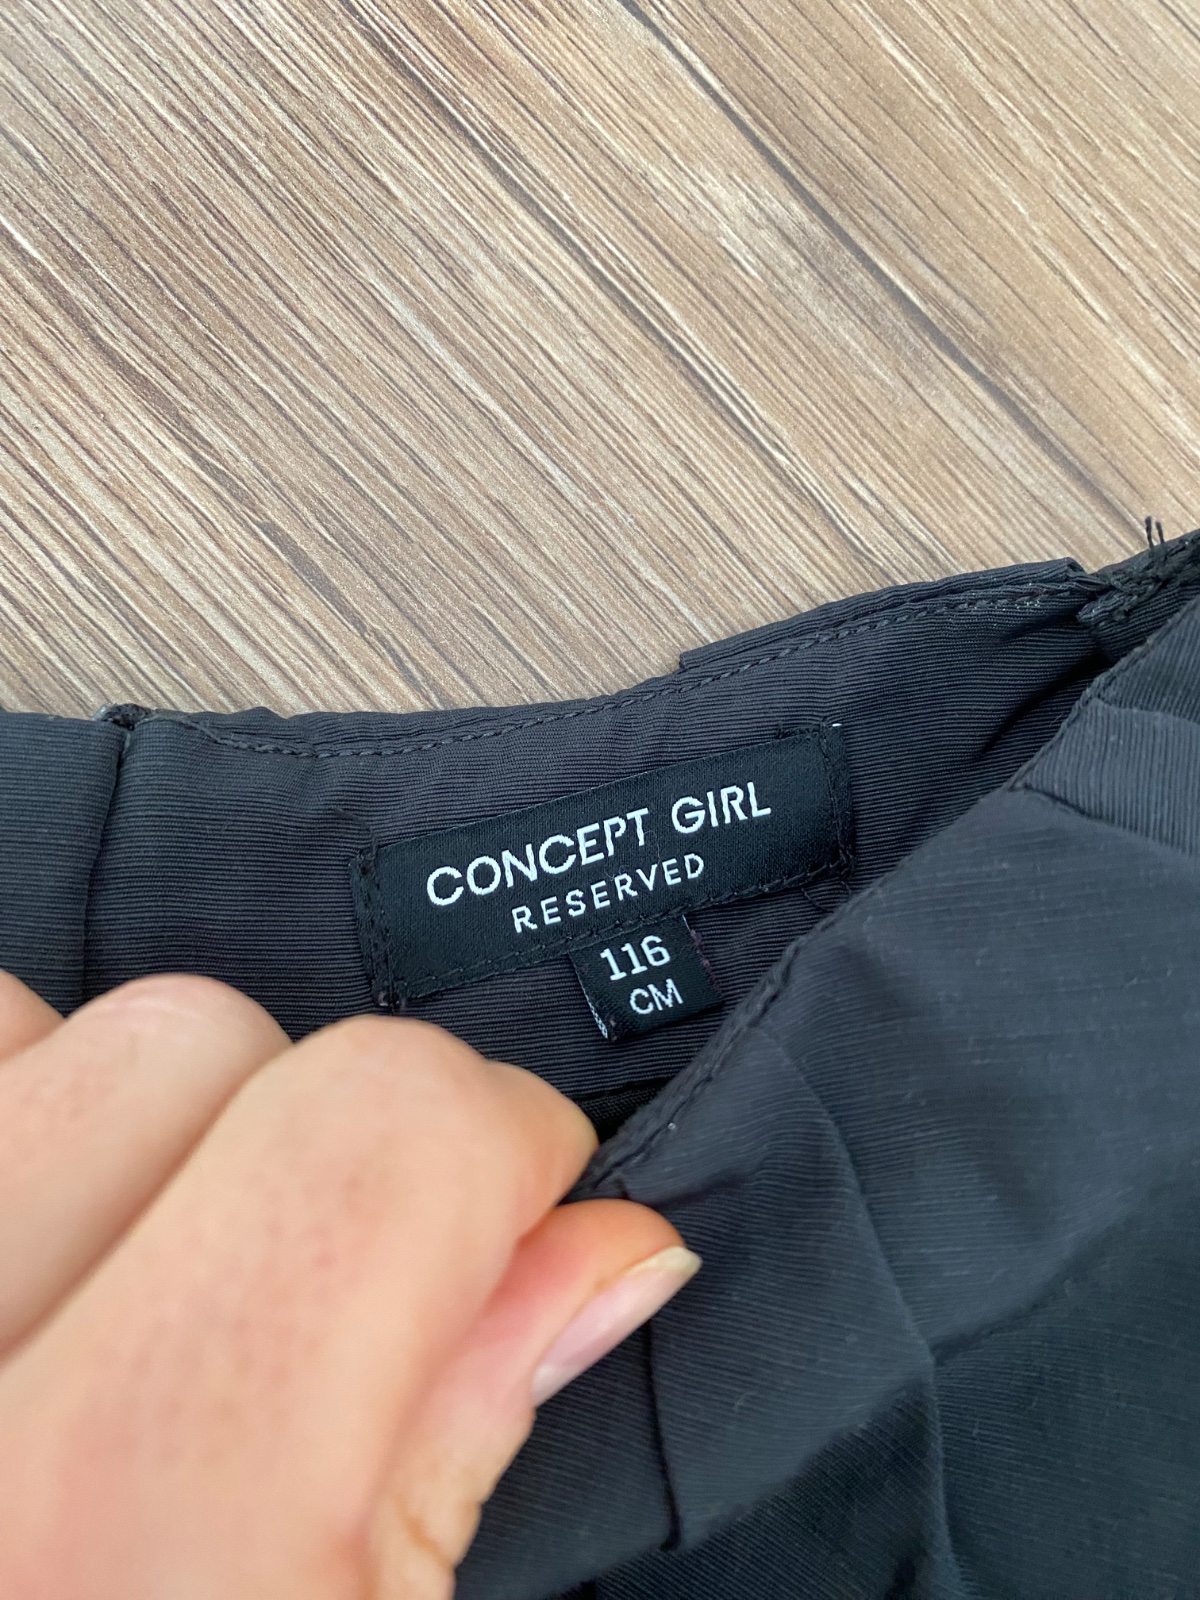 CONCEPT GIRL
RESERVED
116
CM